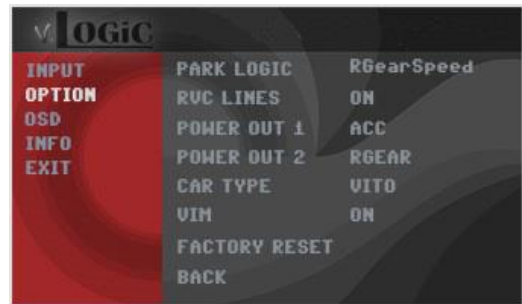 v.LOGiC
INPUT
OPTION
OSD
INFO
EXIT
PARK LOGIC RGearSpeed
RVC LINES ON
POWER OUT 1 ACC
POWER OUT 2 RGEAR
CAR TYPE VITO
VIM ON
FACTORY RESET
BACK